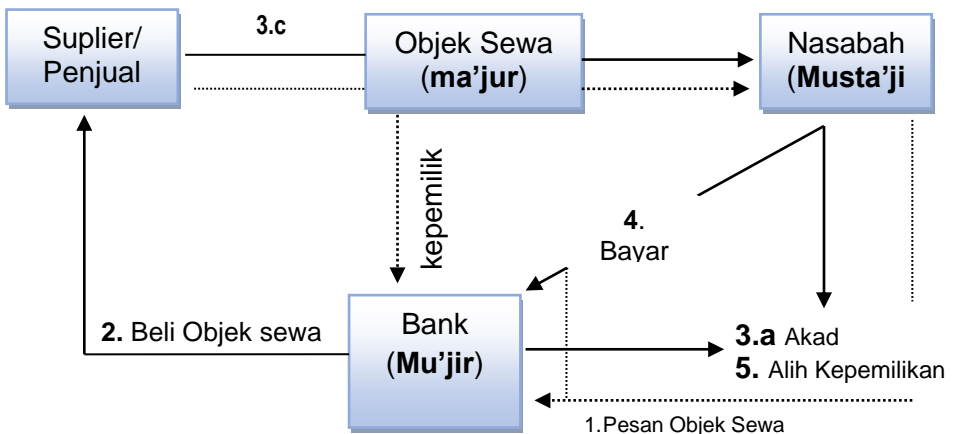 Suplier/
Penjual
3.c
Objek Sewa
(ma’jur)
Nasabah
(Musta’ji
kepemilik
4.
Bayar
2. Beli Objek sewa
Bank
(Mu’jir)
3.a Akad
5. Alih Kepemilikan
1.Pesan Objek Sewa